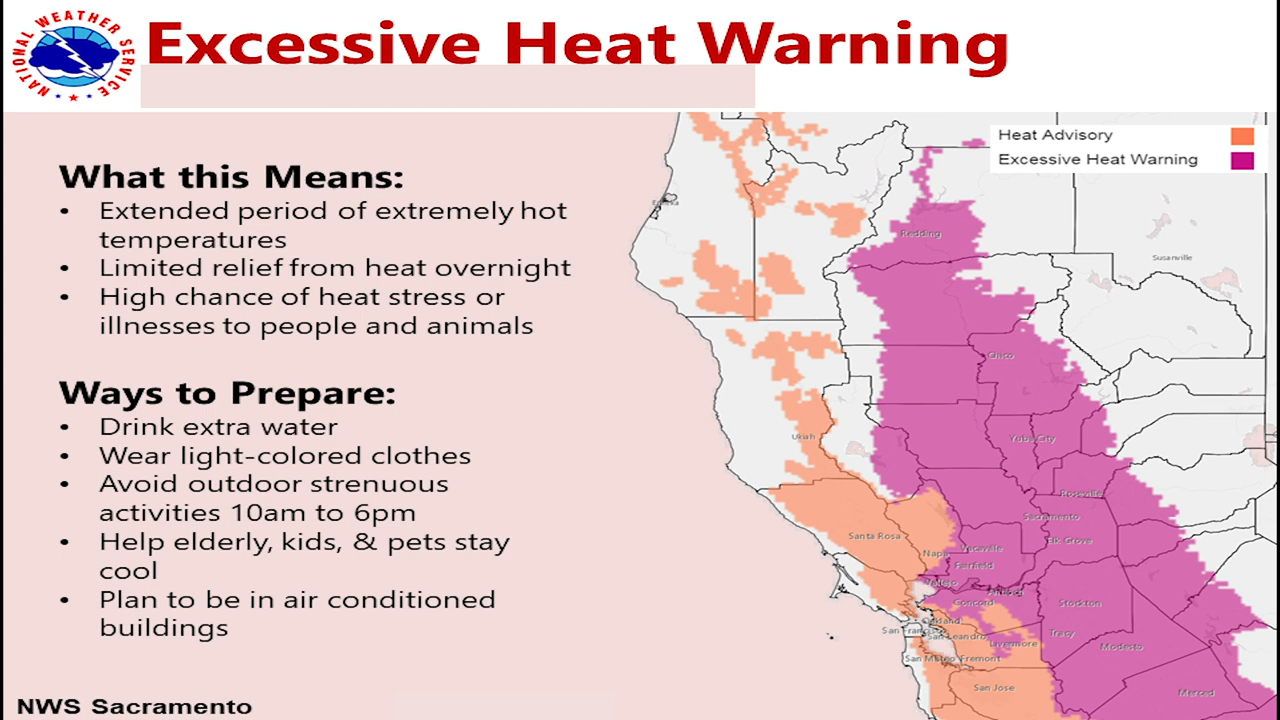 NATIONAL WEATHER SERVICE
Excessive Heat Warning
Heat Advisory
Excessive Heat Warning
What this Means:
• Extended period of extremely hot
temperatures
• Limited relief from heat overnight
• High chance of heat stress or
illnesses to people and animals
Ways to Prepare:
• Drink extra water
• Wear light-colored clothes
• Avoid outdoor strenuous
activities 10am to 6pm
• Help elderly, kids, & pets stay
cool
• Plan to be in air conditioned
buildings
NWS Sacramento
Eureka
Redding
Susanville
Chico
Ukiah
Yuba City
Roseville
Sacramento
Santa Rosa
Elk Grove
Napa
Vacaville
Fairfield
Vallejo
Concord
Stockton
Oakland
San Francisco
San Leandro
Tracy
Livermore
Modesto
San Mateo
Fremont
San Jose
Merced